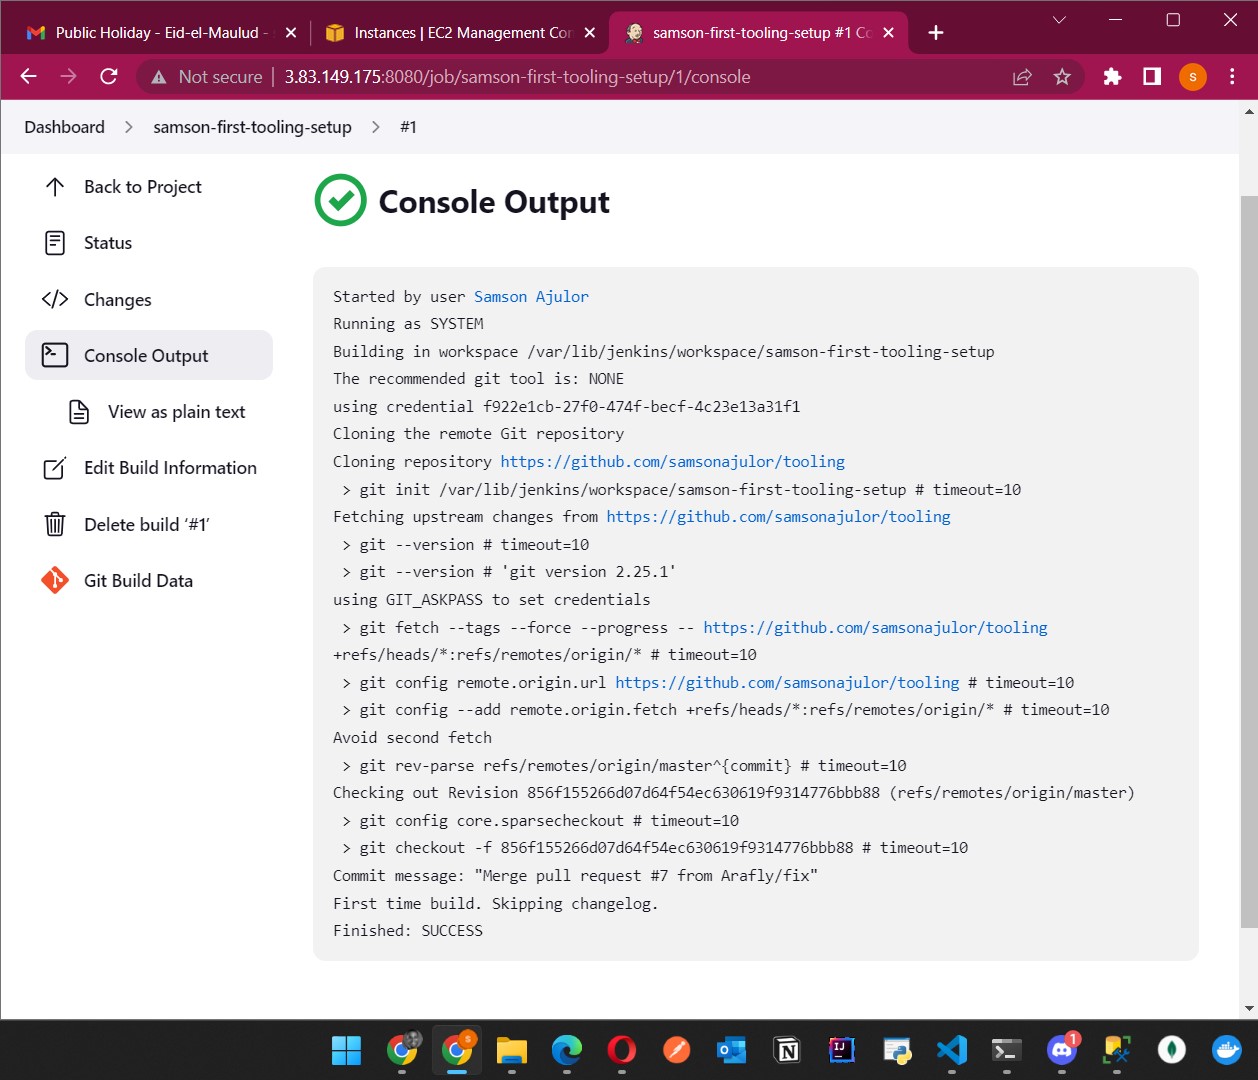 Public Holiday - Eid-el-Maulud -
Instances | EC2 Management Con
samson-first-tooling-setup #1 Co
Not secure | 3.83.149.175:8080/job/samson-first-tooling-setup/1/console
s
Dashboard > samson-first-tooling-setup > #1
Back to Project
Status
Changes
Console Output
View as plain text
Edit Build Information
Delete build ‘#1’
Git Build Data
Console Output
Started by user Samson Ajulor
Running as SYSTEM
Building in workspace /var/lib/jenkins/workspace/samson-first-tooling-setup
The recommended git tool is: NONE
using credential f922e1cb-27f0-474f-becf-4c23e13a31f1
Cloning the remote Git repository
Cloning repository https://github.com/samsonajulor/tooling
> git init /var/lib/jenkins/workspace/samson-first-tooling-setup # timeout=10
Fetching upstream changes from https://github.com/samsonajulor/tooling
> git --version # timeout=10
> git --version # 'git version 2.25.1'
using GIT_ASKPASS to set credentials
> git fetch --tags --force --progress -- https://github.com/samsonajulor/tooling
+refs/heads/*:refs/remotes/origin/* # timeout=10
> git config remote.origin.url https://github.com/samsonajulor/tooling # timeout=10
> git config --add remote.origin.fetch +refs/heads/*:refs/remotes/origin/* # timeout=10
Avoid second fetch
> git rev-parse refs/remotes/origin/master^{commit} # timeout=10
Checking out Revision 856f155266d07d64f54ec630619f9314776bbb88 (refs/remotes/origin/master)
> git config core.sparsecheckout # timeout=10
> git checkout -f 856f155266d07d64f54ec630619f9314776bbb88 # timeout=10
Commit message: "Merge pull request #7 from Arafly/fix"
First time build. Skipping changelog.
Finished: SUCCESS
s
N
IJ
1